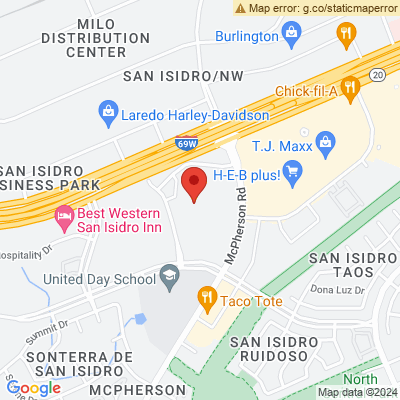 Map error: g.co/staticmaperror
MILO
DISTRIBUTION
CENTER
Burlington
SAN ISIDRO/NW
Chick-fil-A
20
Laredo Harley-Davidson
69W
T.J. Maxx
SAN ISIDRO
SINESS PARK
H-E-B plus!
McPherson Rd
Best Western
San Isidro Inn
Hospitality Dr
United Day School
SAN ISIDRO
TAOS
Dona Luz Dr
Taco Tote
Summit Dr
SAN ISIDRO
RUIDOSO
SONTERRA DE
SAN ISIDRO
MCPHERSON
North
Google
Map data ©2024